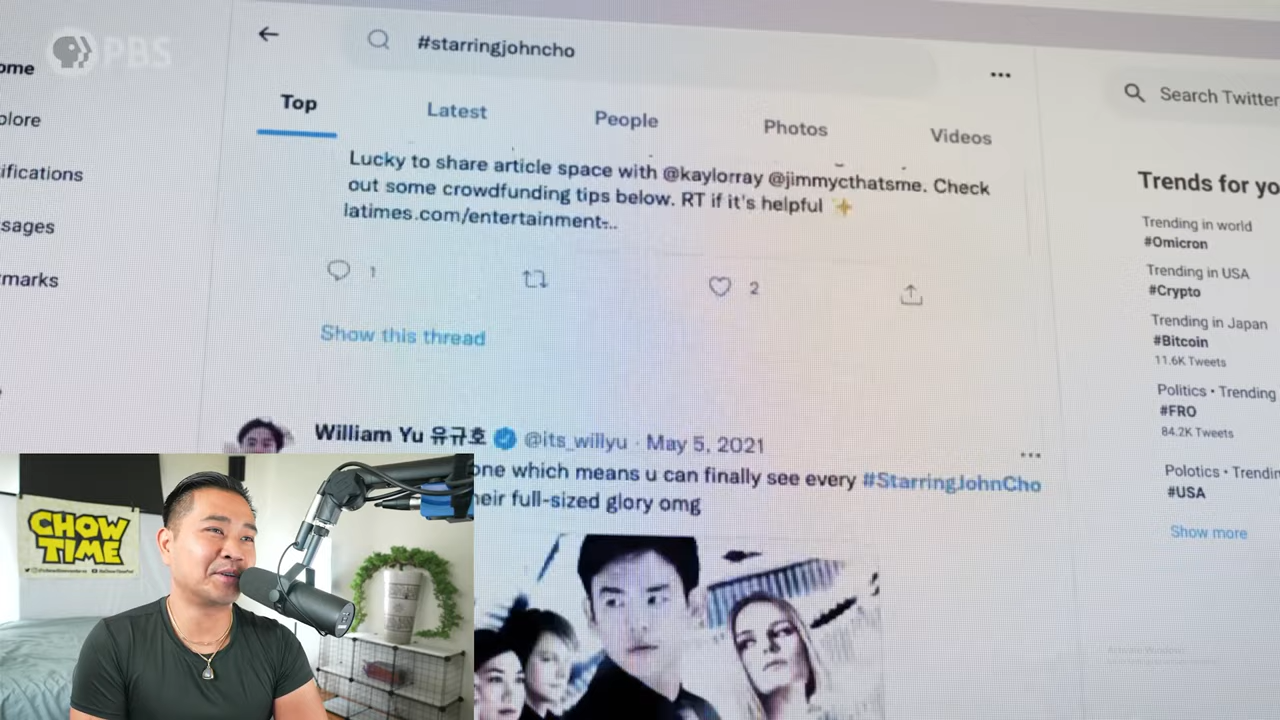 PBS
#starringjohncho
Search Twitter
ome
plore
ifications
sages
marks
Top
Latest
People
Photos
Videos
Lucky to share article space with @kaylorray @jimmycthatsme. Check
out some crowdfunding tips below. RT if it's helpful ✨
latimes.com/entertainment-...
1
2
Show this thread
William Yu 유규호 @its_willyu · May 5, 2021
one which means u can finally see every #StarringJohnCho
heir full-sized glory omg
Trends for yo
Trending in world
#Omicron
Trending in USA
#Crypto
Trending in Japan
#Bitcoin
11.6K Tweets
Politics • Trending
#FRO
84.2K Tweets
Polotics • Trendin
#USA
Show more
CHOW
TIME